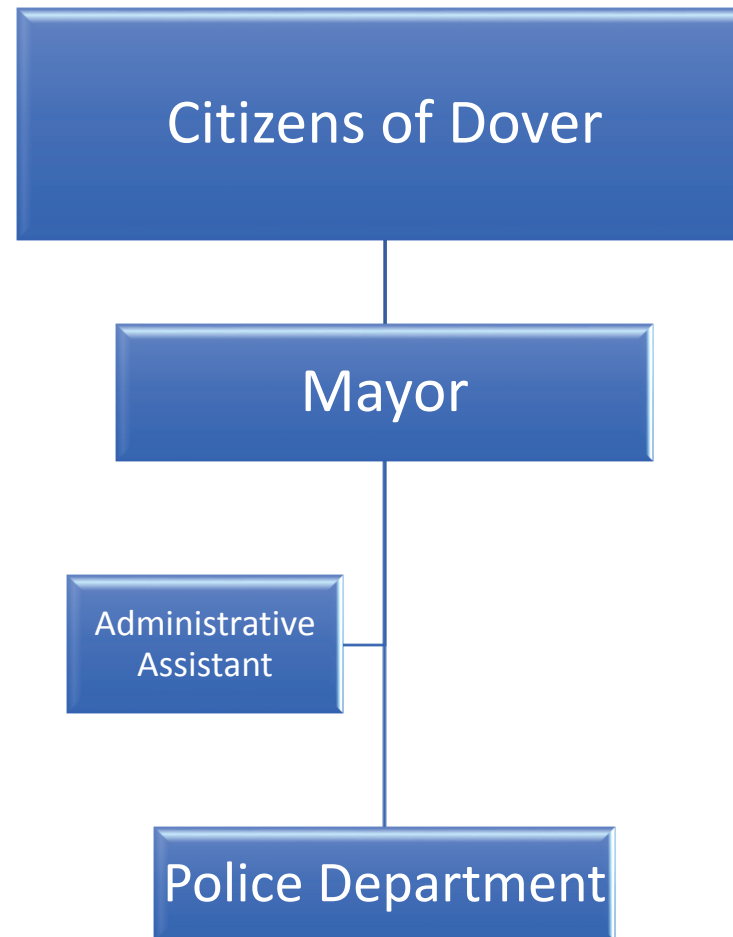 Citizens of Dover
Mayor
Administrative
Assistant
Police Department